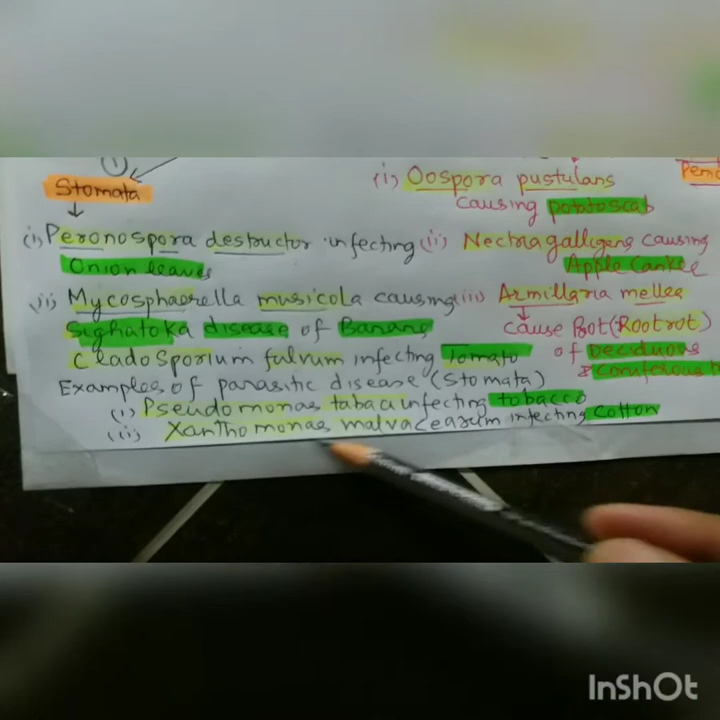 (1)
Stomata
(i) Peronospora destructor infecting
Onion leaves
(ii) Mycosphaerella musicola causing
Sighatoka disease of Banana
Cladosporium fulvum infecting Tomato
Examples of parasitic disease (stomata)
(i) Pseudomonas tabaci infecting tobacco
(ii) Xanthomonas malvacearum infecting cotton
(i) Oospora pustulans
causing potato scab
(ii) Nectria galligena causing
Apple Canker
(iii) Armillaria mellea
cause Rot (Root rot)
of Deciduous
&
InShOt